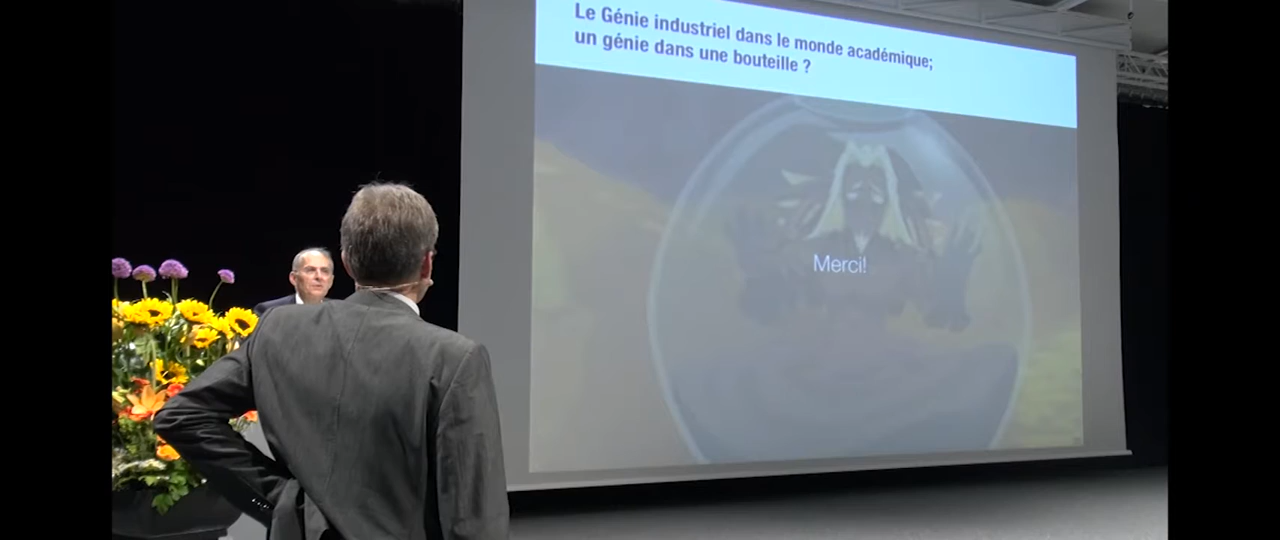 Le Génie industriel dans le monde académique;
un génie dans une bouteille ?
Merci!